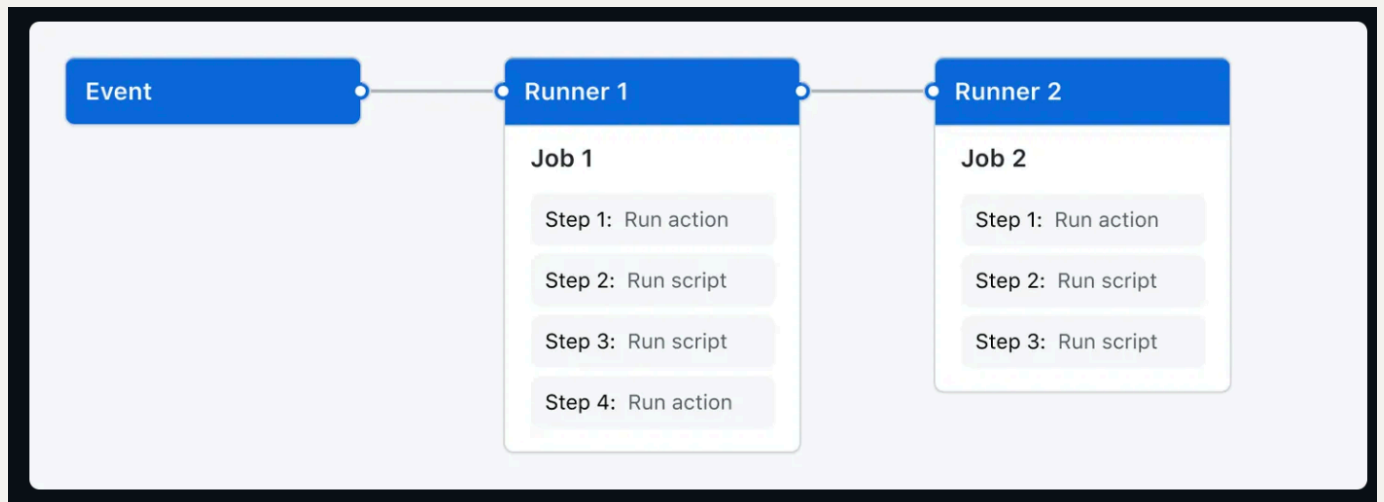 Event
Runner 1
Job 1
Step 1: Run action
Step 2: Run script
Step 3: Run script
Step 4: Run action
Runner 2
Job 2
Step 1: Run action
Step 2: Run script
Step 3: Run script